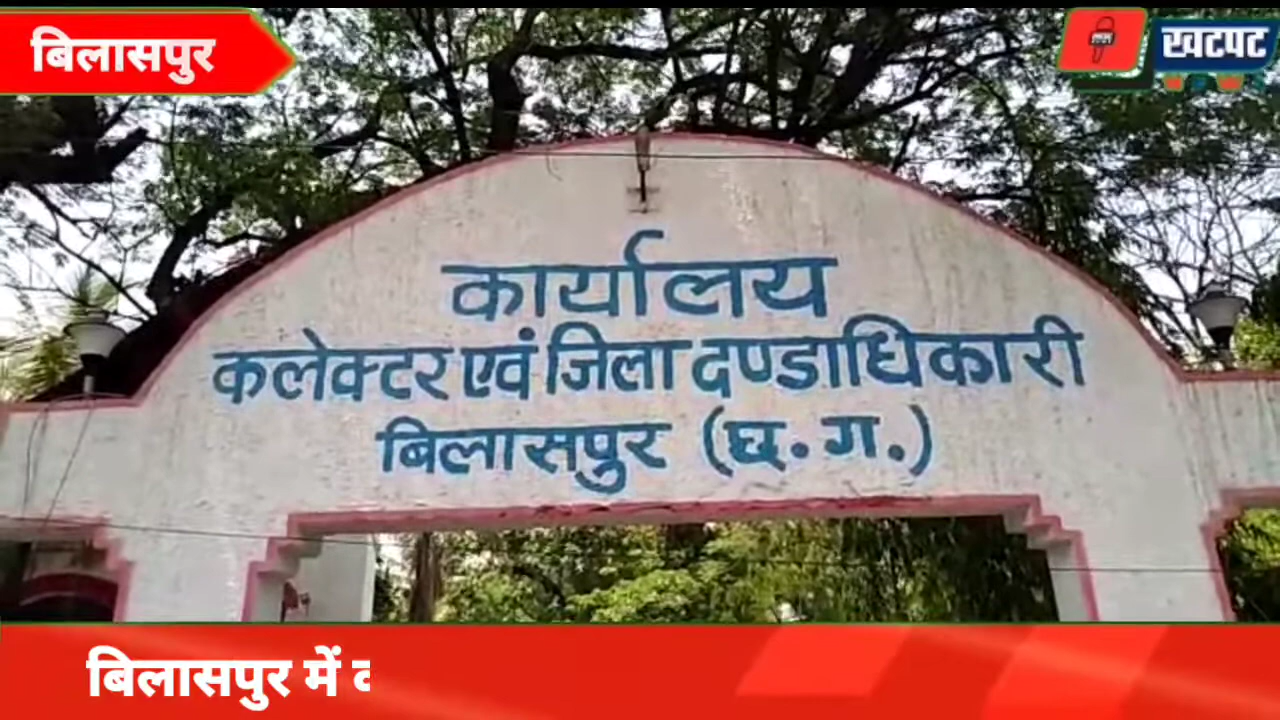 बिलासपुर
खटपट
कार्यालय
कलेक्टर एवं जिला दण्डाधिकारी
बिलासपुर (छ.ग.)
बिलासपुर में